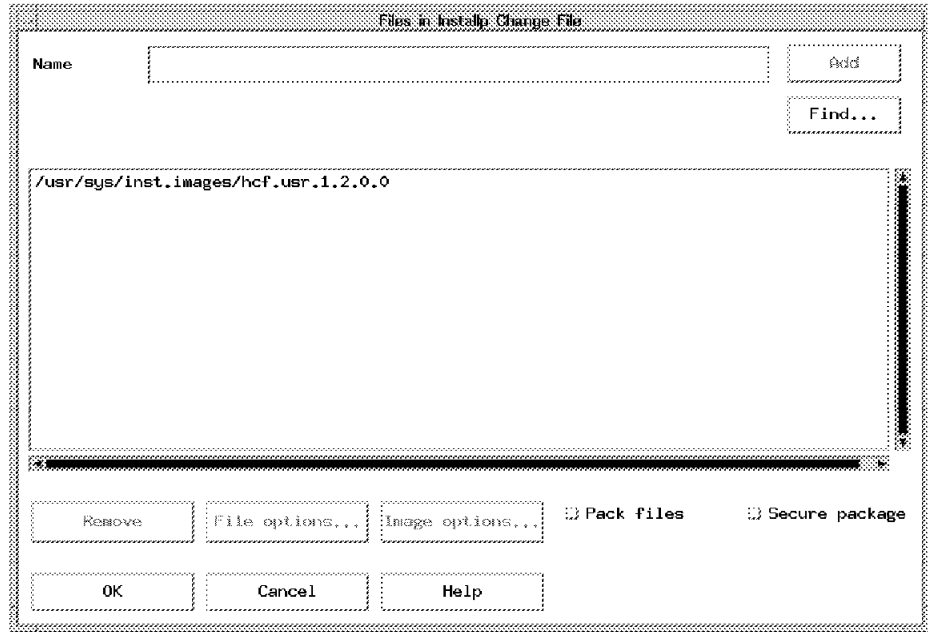 Files in Installp Change File
Name
Add
Find...
/usr/sys/inst.images/hcf.usr.1.2.0.0
Remove
File options...
Image options...
Pack files
Secure package
OK
Cancel
Help